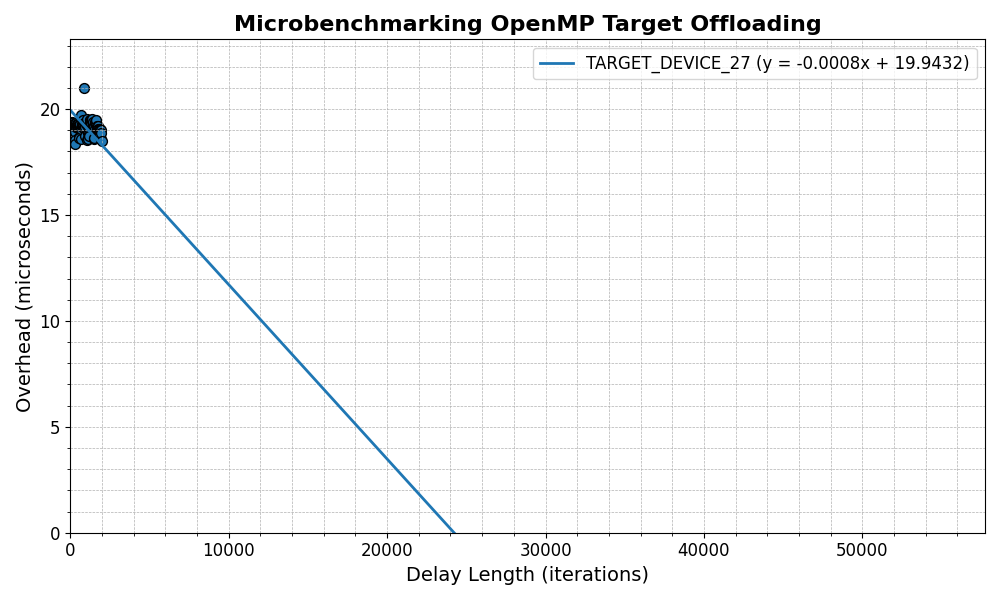 Microbenchmarking OpenMP Target Offloading
TARGET_DEVICE_27 (y = -0.0008x + 19.9432)
Overhead (microseconds)
20
15
10
5
0
0 10000 20000 30000 40000 50000
Delay Length (iterations)